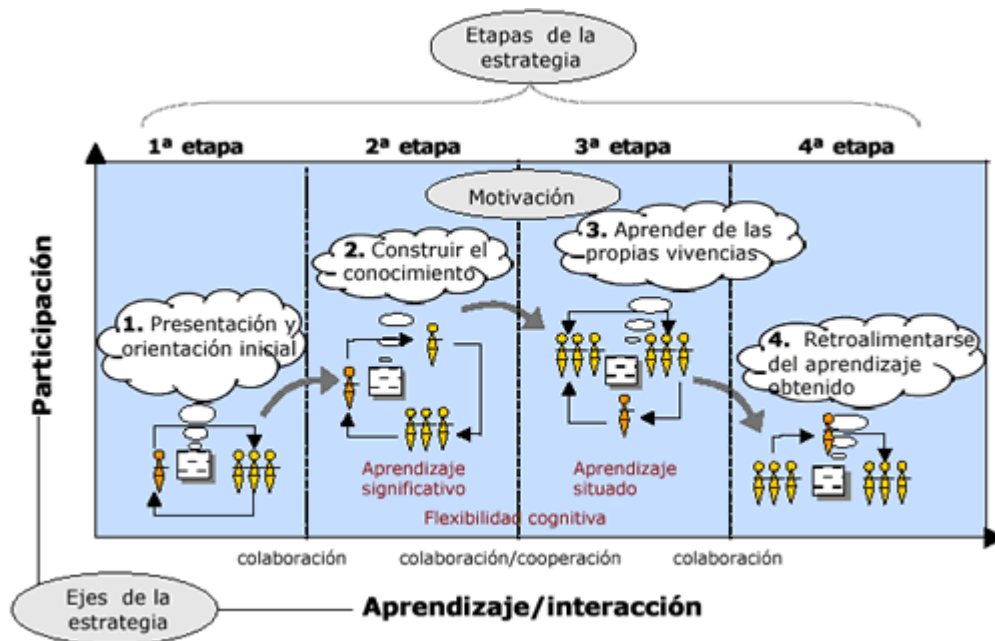 Etapas de la
estrategia
1ª etapa
2ª etapa
3ª etapa
4ª etapa
Motivación
3. Aprender de las
propias vivencias
2. Construir el
conocimiento
1. Presentación y
orientación inicial
4. Retroalimentarse
del aprendizaje
obtenido
Participación
Aprendizaje
significativo
Aprendizaje
situado
Flexibilidad cognitiva
colaboración
colaboración/cooperación
colaboración
Ejes de la
estrategia
Aprendizaje/interacción